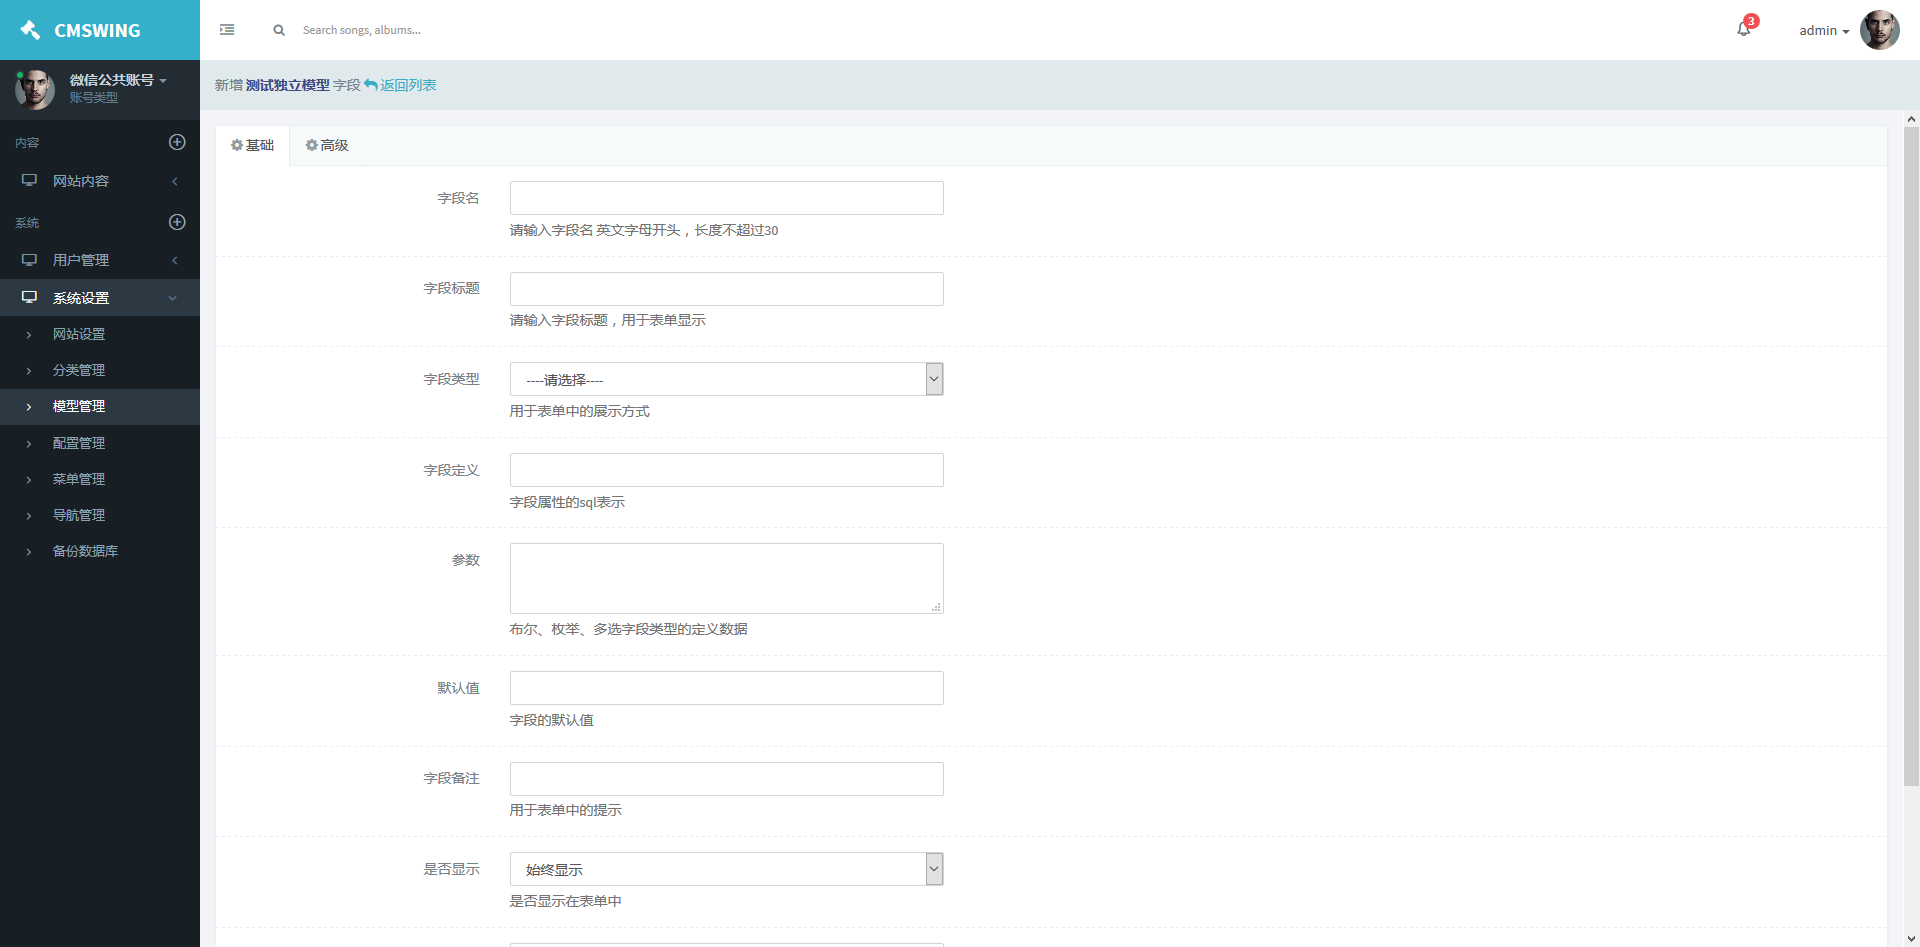 CMSWING
Search songs, albums...
3
admin
微信公共账号
账号类型
内容
网站内容
系统
用户管理
系统设置
网站设置
分类管理
模型管理
配置管理
菜单管理
导航管理
备份数据库
新增 测试独立模型 字段 返回列表
基础
高级
字段名
请输入字段名 英文字母开头，长度不超过30
字段标题
请输入字段标题，用于表单显示
字段类型
----请选择----
用于表单中的展示方式
字段定义
字段属性的sql表示
参数
布尔、枚举、多选字段类型的定义数据
默认值
字段的默认值
字段备注
用于表单中的提示
是否显示
始终显示
是否显示在表单中